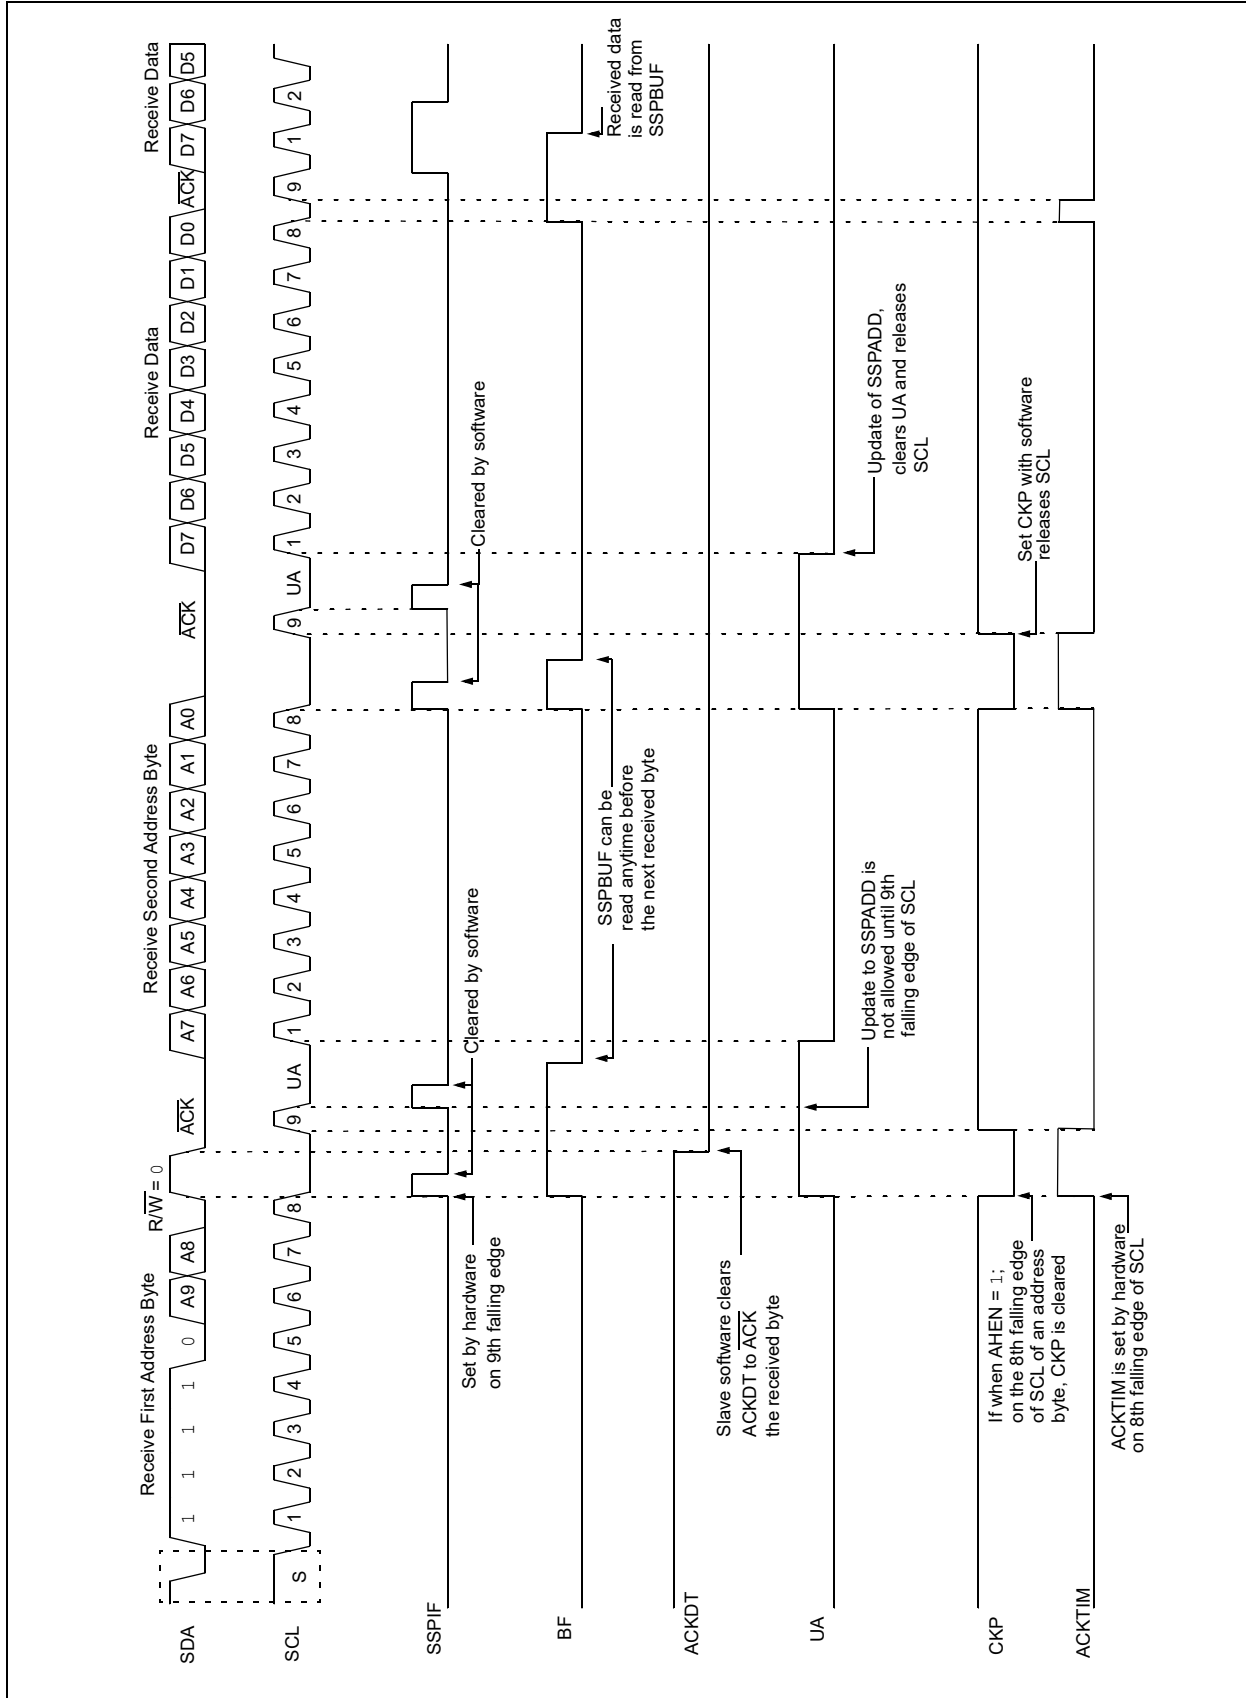 Receive First Address Byte
R/W = 0
Receive Second Address Byte
Receive Data
Receive Data
SDA
1 1 1 1 0 A9 A8
ACK
A7 A6 A5 A4 A3 A2 A1 A0
ACK
D7 D6 D5 D4 D3 D2 D1 D0
ACK
D7 D6 D5
SCL
S
1 2 3 4 5 6 7 8 9 UA
1 2 3 4 5 6 7 8 9 UA
1 2 3 4 5 6 7 8 9
1 2
SSPIF
Set by hardware
on 9th falling edge
Cleared by software
Cleared by software
BF
SSPBUF can be
read anytime before
the next received byte
Received data
is read from
SSPBUF
ACKDT
Slave software clears
ACKDT to ACK
the received byte
UA
Update to SSPADD is
not allowed until 9th
falling edge of SCL
Update of SSPADD,
clears UA and releases
SCL
CKP
If when AHEN = 1;
on the 8th falling edge
of SCL of an address
byte, CKP is cleared
Set CKP with software
releases SCL
ACKTIM
ACKTIM is set by hardware
on 8th falling edge of SCL